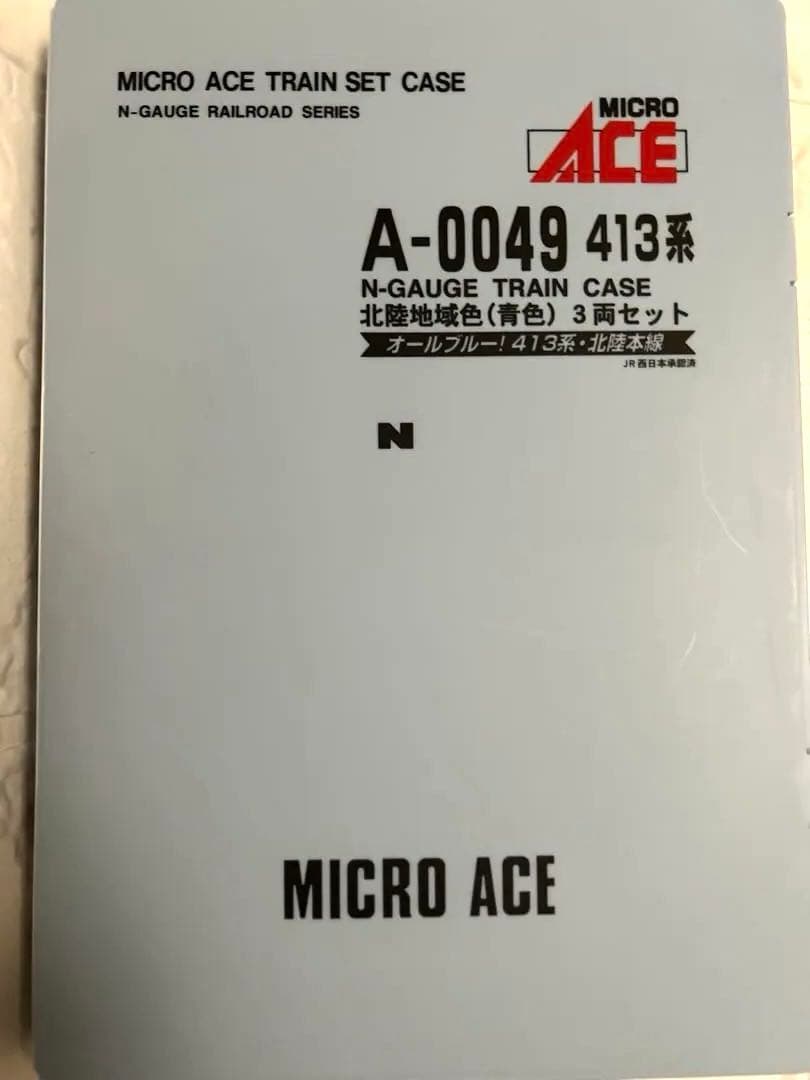 MICRO ACE TRAIN SET CASE
N-GAUGE RAILROAD SERIES
MICRO
ACE
A-0049 413系
N-GAUGE TRAIN CASE
北陸地域色(青色) 3両セット
オールブルー!413系・北陸本線
JR西日本承認済
N
MICRO ACE